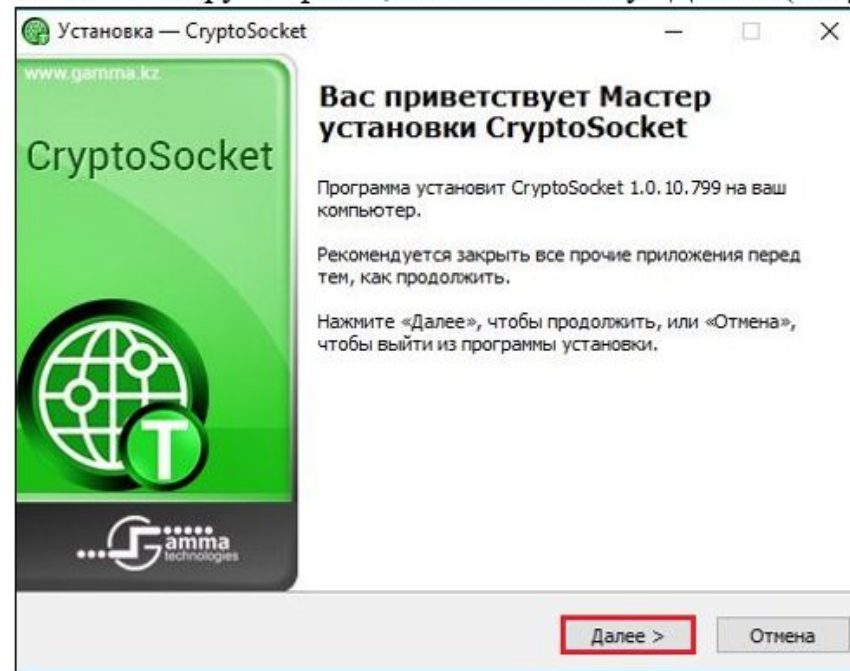 Установка — CryptoSocket
www.gamma.kz
CryptoSocket
Вас приветствует Мастер
установки CryptoSocket
Программа установит CryptoSocket 1.0.10.799 на ваш
компьютер.
Рекомендуется закрыть все прочие приложения перед
тем, как продолжить.
Нажмите «Далее», чтобы продолжить, или «Отмена»,
чтобы выйти из программы установки.
T
Gamma
technologies
Далее >
Отмена